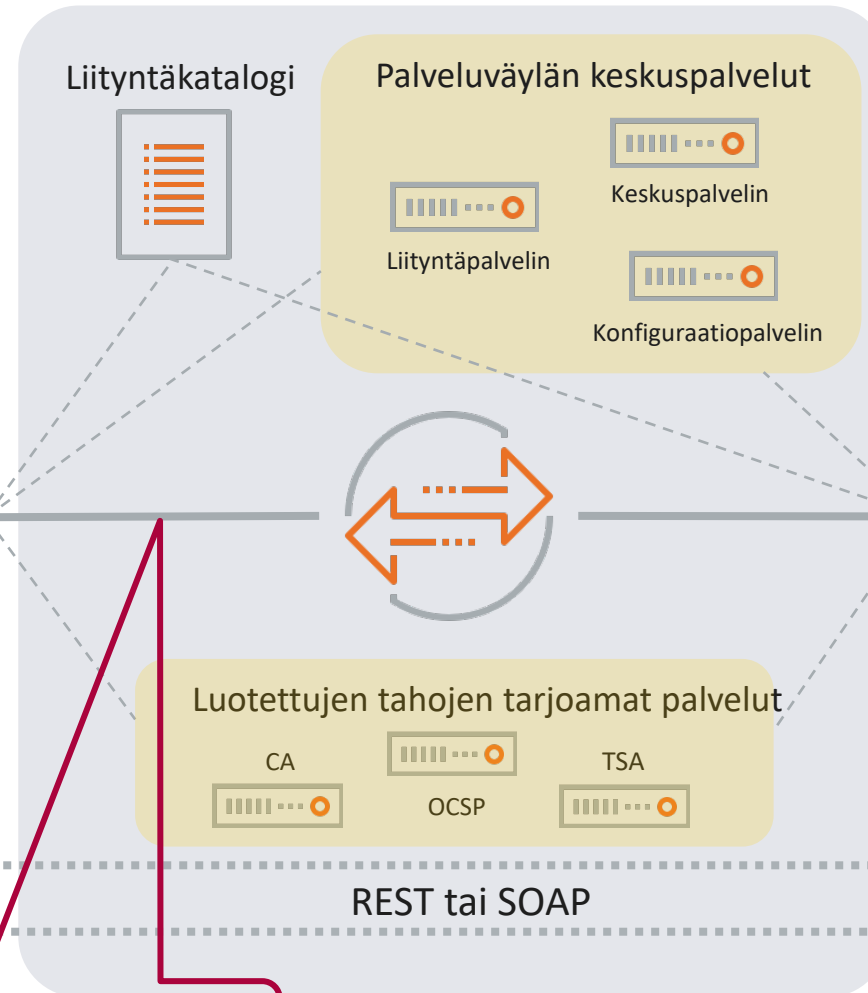 Liityntäkatalogi
Palveluväylän keskuspalvelut
Keskuspalvelin
Liityntäpalvelin
Konfiguraatiopalvelin
Luotettujen tahojen tarjoamat palvelut
CA
OCSP
TSA
REST tai SOAP